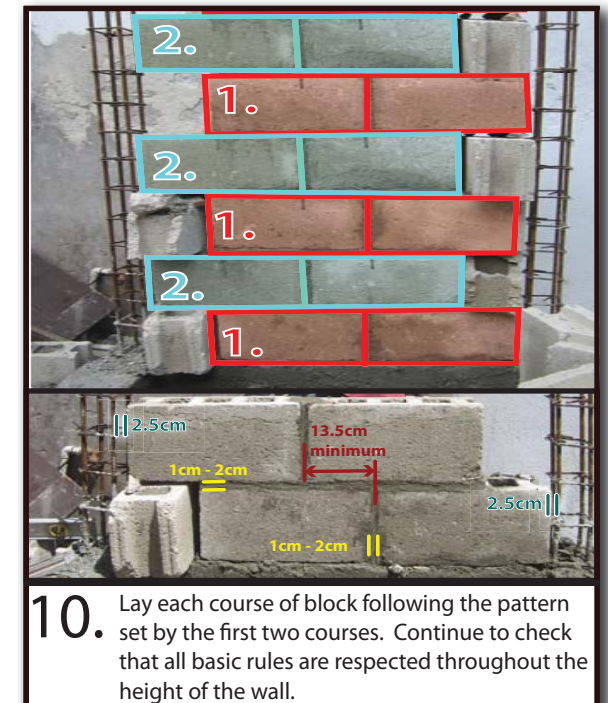 2.
1.
2.
1.
2.
1.
2.5cm
13.5cm
minimum
1cm - 2cm
2.5cm
1cm - 2cm
10. Lay each course of block following the pattern
set by the first two courses. Continue to check
that all basic rules are respected throughout the
height of the wall.